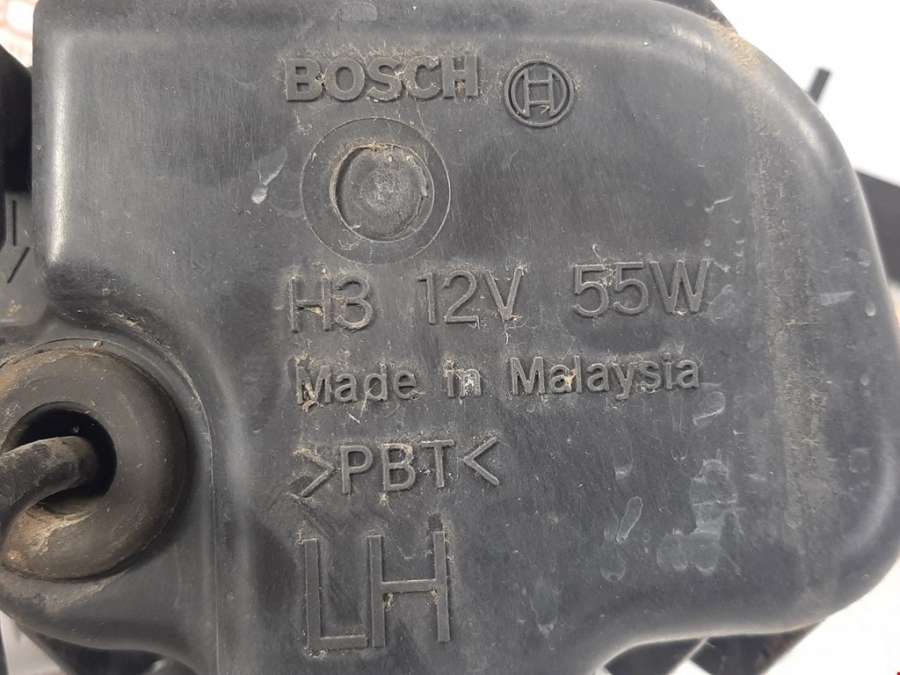 BOSCH
H3 12V 55W
Made in Malaysia
>PBT<
LH